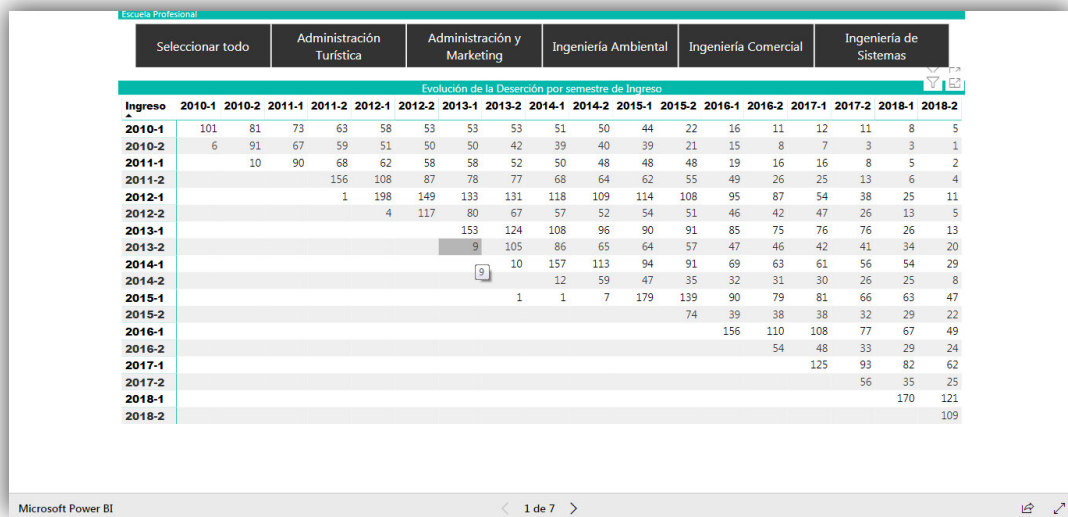 Escuela Profesional
Seleccionar todo
Administración Turística
Administración y Marketing
Ingeniería Ambiental
Ingeniería Comercial
Ingeniería de Sistemas
Evolución de la Deserción por semestre de Ingreso
Ingreso 2010-1 2010-2 2011-1 2011-2 2012-1 2012-2 2013-1 2013-2 2014-1 2014-2 2015-1 2015-2 2016-1 2016-2 2017-1 2017-2 2018-1 2018-2
2010-1 101 81 73 63 58 53 53 53 51 50 44 22 16 11 12 11 8 5
2010-2 6 91 67 59 51 50 50 42 39 40 39 21 15 8 7 3 3 1
2011-1 10 90 68 62 58 58 52 50 48 48 48 19 16 16 8 5 2
2011-2 156 108 87 78 77 68 64 62 55 49 26 25 13 6 4
2012-1 1 198 149 133 131 118 109 114 108 95 87 54 38 25 11
2012-2 4 117 80 67 57 52 54 51 46 42 47 26 13 5
2013-1 153 124 108 96 90 91 85 75 76 76 26 13
2013-2 9 105 86 65 64 57 47 46 42 41 34 20
2014-1 10 157 113 94 91 69 63 61 56 54 29
9
2014-2 12 59 47 35 32 31 30 26 25 8
2015-1 1 1 7 179 139 90 79 81 66 63 47
2015-2 74 39 38 38 32 29 22
2016-1 156 110 108 77 67 49
2016-2 54 48 33 29 24
2017-1 125 93 82 62
2017-2 56 35 25
2018-1 170 121
2018-2 109
Microsoft Power BI
1 de 7